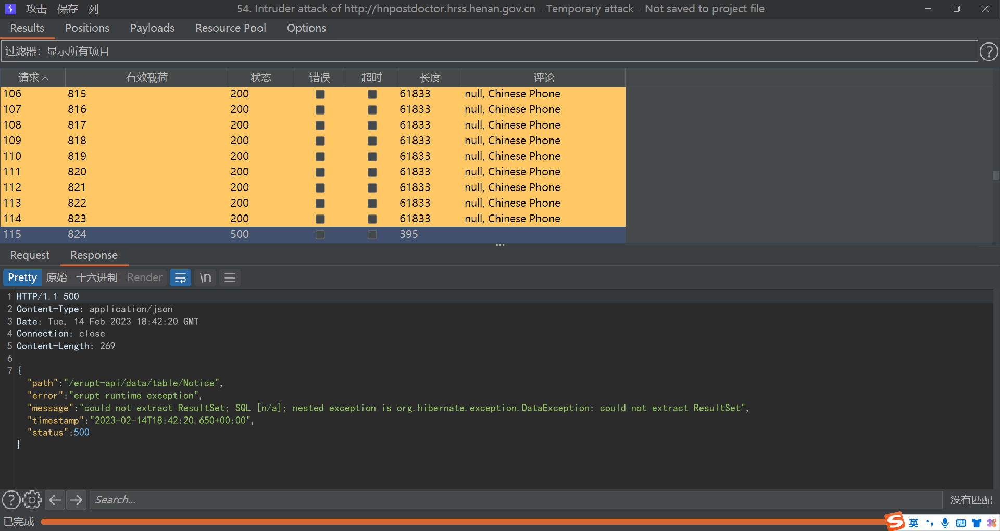 攻击 保存 列 54. Intruder attack of http://hnpostdoctor.hrss.henan.gov.cn - Temporary attack - Not saved to project file
Results Positions Payloads Resource Pool Options
过滤器：显示所有项目
请求 有效载荷 状态 错误 超时 长度 评论
106 815 200 61833 null, Chinese Phone
107 816 200 61833 null, Chinese Phone
108 817 200 61833 null, Chinese Phone
109 818 200 61833 null, Chinese Phone
110 819 200 61833 null, Chinese Phone
111 820 200 61833 null, Chinese Phone
112 821 200 61833 null, Chinese Phone
113 822 200 61833 null, Chinese Phone
114 823 200 61833 null, Chinese Phone
115 824 500 395
Request Response
Pretty 原始 十六进制 Render \n
1 HTTP/1.1 500
2 Content-Type: application/json
3 Date: Tue, 14 Feb 2023 18:42:20 GMT
4 Connection: close
5 Content-Length: 269
6
7 {
"path":"/erupt-api/data/table/Notice",
"error":"erupt runtime exception",
"message":"could not extract ResultSet; SQL [n/a]; nested exception is org.hibernate.exception.DataException: could not extract ResultSet",
"timestamp":"2023-02-14T18:42:20.650+00:00",
"status":500
}
Search... 没有匹配
已完成 英